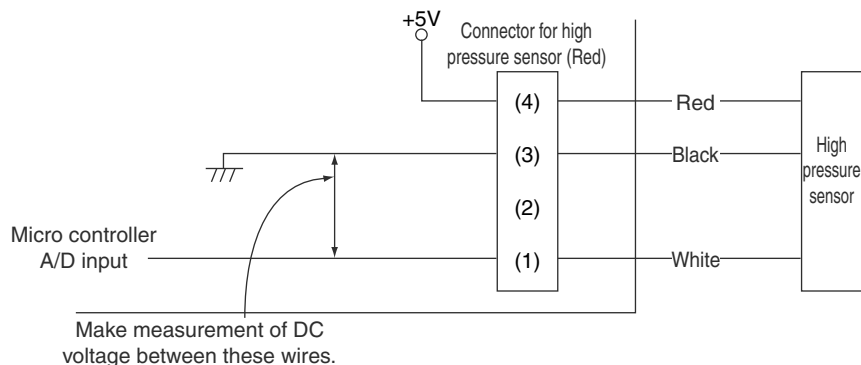 +5V
Connector for high
pressure sensor (Red)
(4)
Red
(3)
Black
High
pressure
sensor
(2)
Micro controller
A/D input
(1)
White
Make measurement of DC
voltage between these wires.